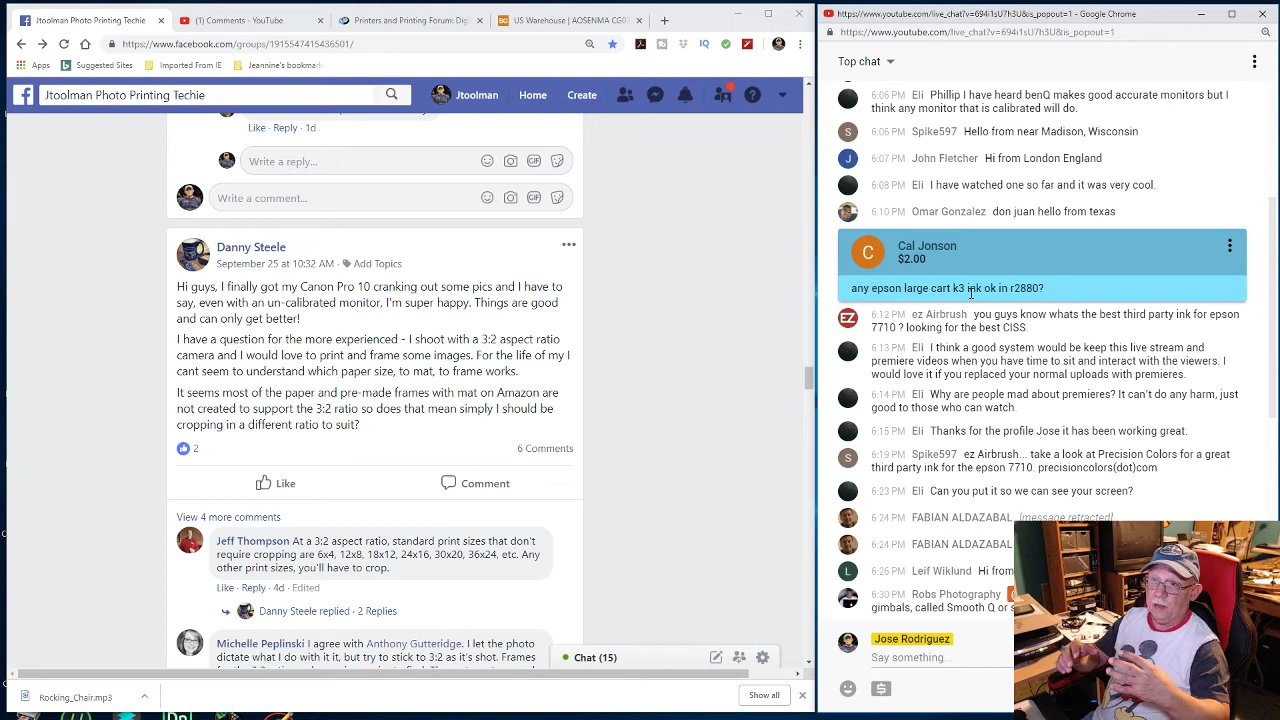 Jtoolman Photo Printing Techie
(1) Comments - YouTube
Printers and Printing Forum: Dig
US Warehouse | AOSENMA CG03
https://www.facebook.com/groups/1915547415436501/
Apps
Suggested Sites
Imported From IE
Jeannine's bookmark
Jtoolman Photo Printing Techie
Jtoolman
Home
Create
Like · Reply · 1d
Write a reply...
Write a comment...
Danny Steele
September 25 at 10:32 AM · Add Topics
Hi guys, I finally got my Canon Pro 10 cranking out some pics and I have to
say, even with an un-calibrated monitor, I'm super happy. Things are good
and can only get better!
I have a question for the more experienced - I shoot with a 3:2 aspect ratio
camera and I would love to print and frame some images. For the life of my I
cant seem to understand which paper size, to mat, to frame works.
It seems most of the paper and pre-made frames with mat on Amazon are
not created to support the 3:2 ratio so does that mean simply I should be
cropping in a different ratio to suit?
2
6 Comments
Like
Comment
View 4 more comments
Jeff Thompson At a 3:2 aspect ratio, standard print sizes that don't
require cropping are 6x4, 12x8, 18x12, 24x16, 30x20, 36x24, etc. Any
other print sizes, you'll have to crop.
Like · Reply · 4d · Edited
Danny Steele replied · 2 Replies
Michelle Peplinski I agree with Anthony Gutteridge. I let the photo
dictate what I do with it, but try to stick to 3:2 as it's shot. Frames
Chat (15)
Rocking_Chair.mp3
Show all
https://www.youtube.com/live_chat?v=694i1sU7h3U&is_popout=1 - Google Chrome
https://www.youtube.com/live_chat?v=694i1sU7h3U&is_popout=1
Top chat
6:06 PM Eli Phillip I have heard benQ makes good accurate monitors but I
think any monitor that is calibrated will do.
S 6:06 PM Spike597 Hello from near Madison, Wisconsin
J 6:07 PM John Fletcher Hi from London England
6:08 PM Eli I have watched one so far and it was very cool.
6:10 PM Omar Gonzalez don juan hello from texas
C Cal Jonson
$2.00
any epson large cart k3 ink ok in r2880?
EZ 6:12 PM ez Airbrush you guys know whats the best third party ink for epson
7710 ? looking for the best CISS.
6:13 PM Eli I think a good system would be keep this live stream and
premiere videos when you have time to sit and interact with the viewers. I
would love it if you replaced your normal uploads with premieres.
6:14 PM Eli Why are people mad about premieres? It can't do any harm, just
good to those who can watch.
6:15 PM Eli Thanks for the profile Jose it has been working great.
S 6:19 PM Spike597 ez Airbrush... take a look at Precision Colors for a great
third party ink for the epson 7710. precisioncolors(dot)com
6:23 PM Eli Can you put it so we can see your screen?
6:24 PM FABIAN ALDAZABAL [message retracted]
6:24 PM FABIAN ALDAZABAL
L 6:26 PM Leif Wiklund Hi from
6:30 PM Robs Photography
gimbals, called Smooth Q or
Jose Rodriguez
Say something...